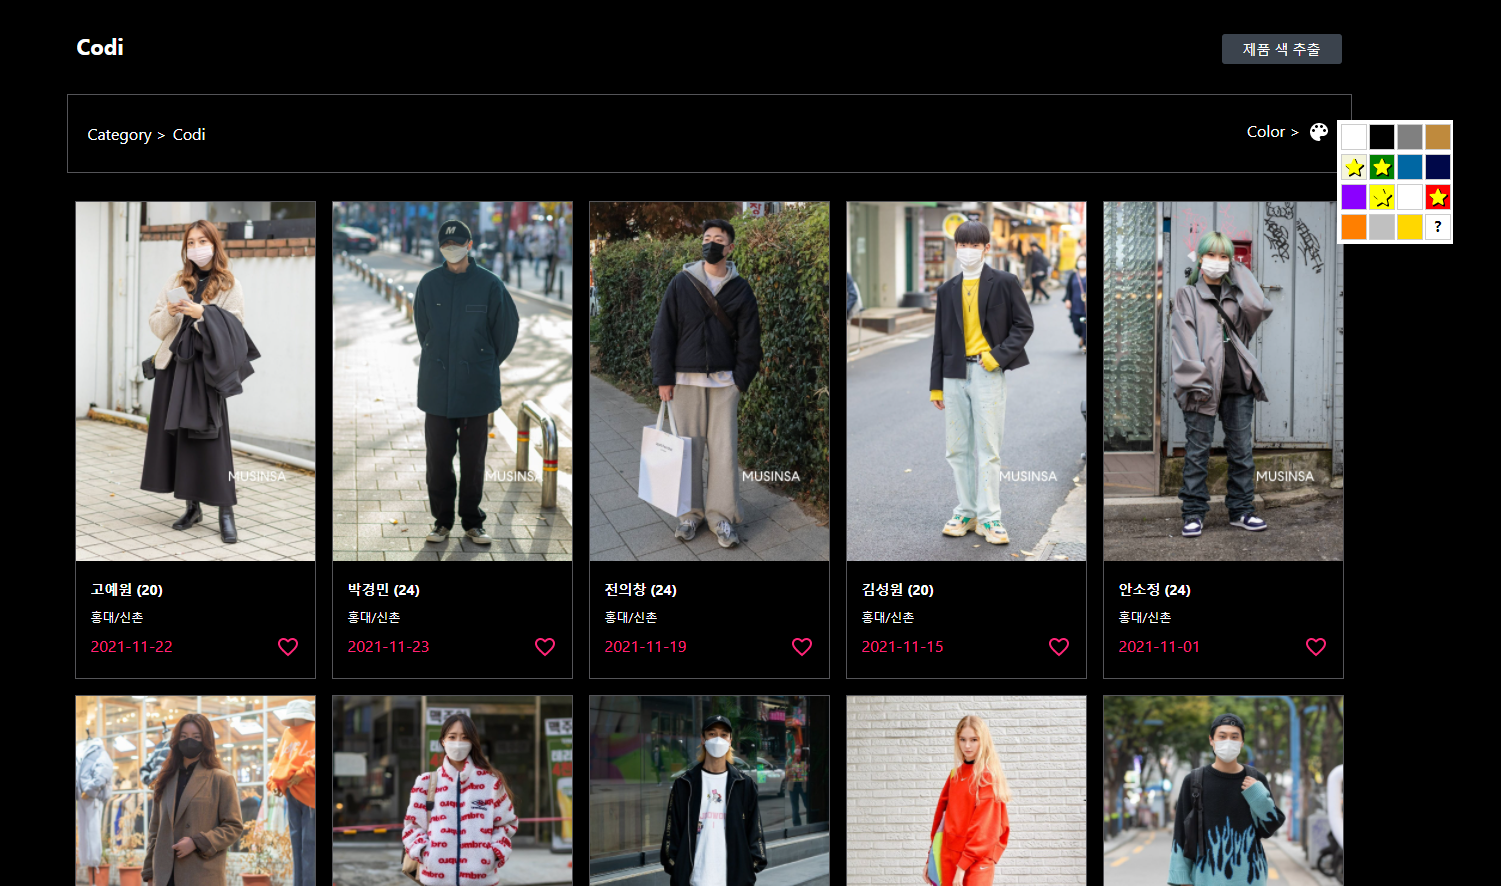 Codi
제품 색 추출
Category > Codi
Color >
?
MUSINSA
MUSINSA
MUSINSA
MUSINSA
MUSINSA
고예원 (20)
홍대/신촌
2021-11-22
박경민 (24)
홍대/신촌
2021-11-23
전의창 (24)
홍대/신촌
2021-11-19
김성원 (20)
홍대/신촌
2021-11-15
안소정 (24)
홍대/신촌
2021-11-01
umbro